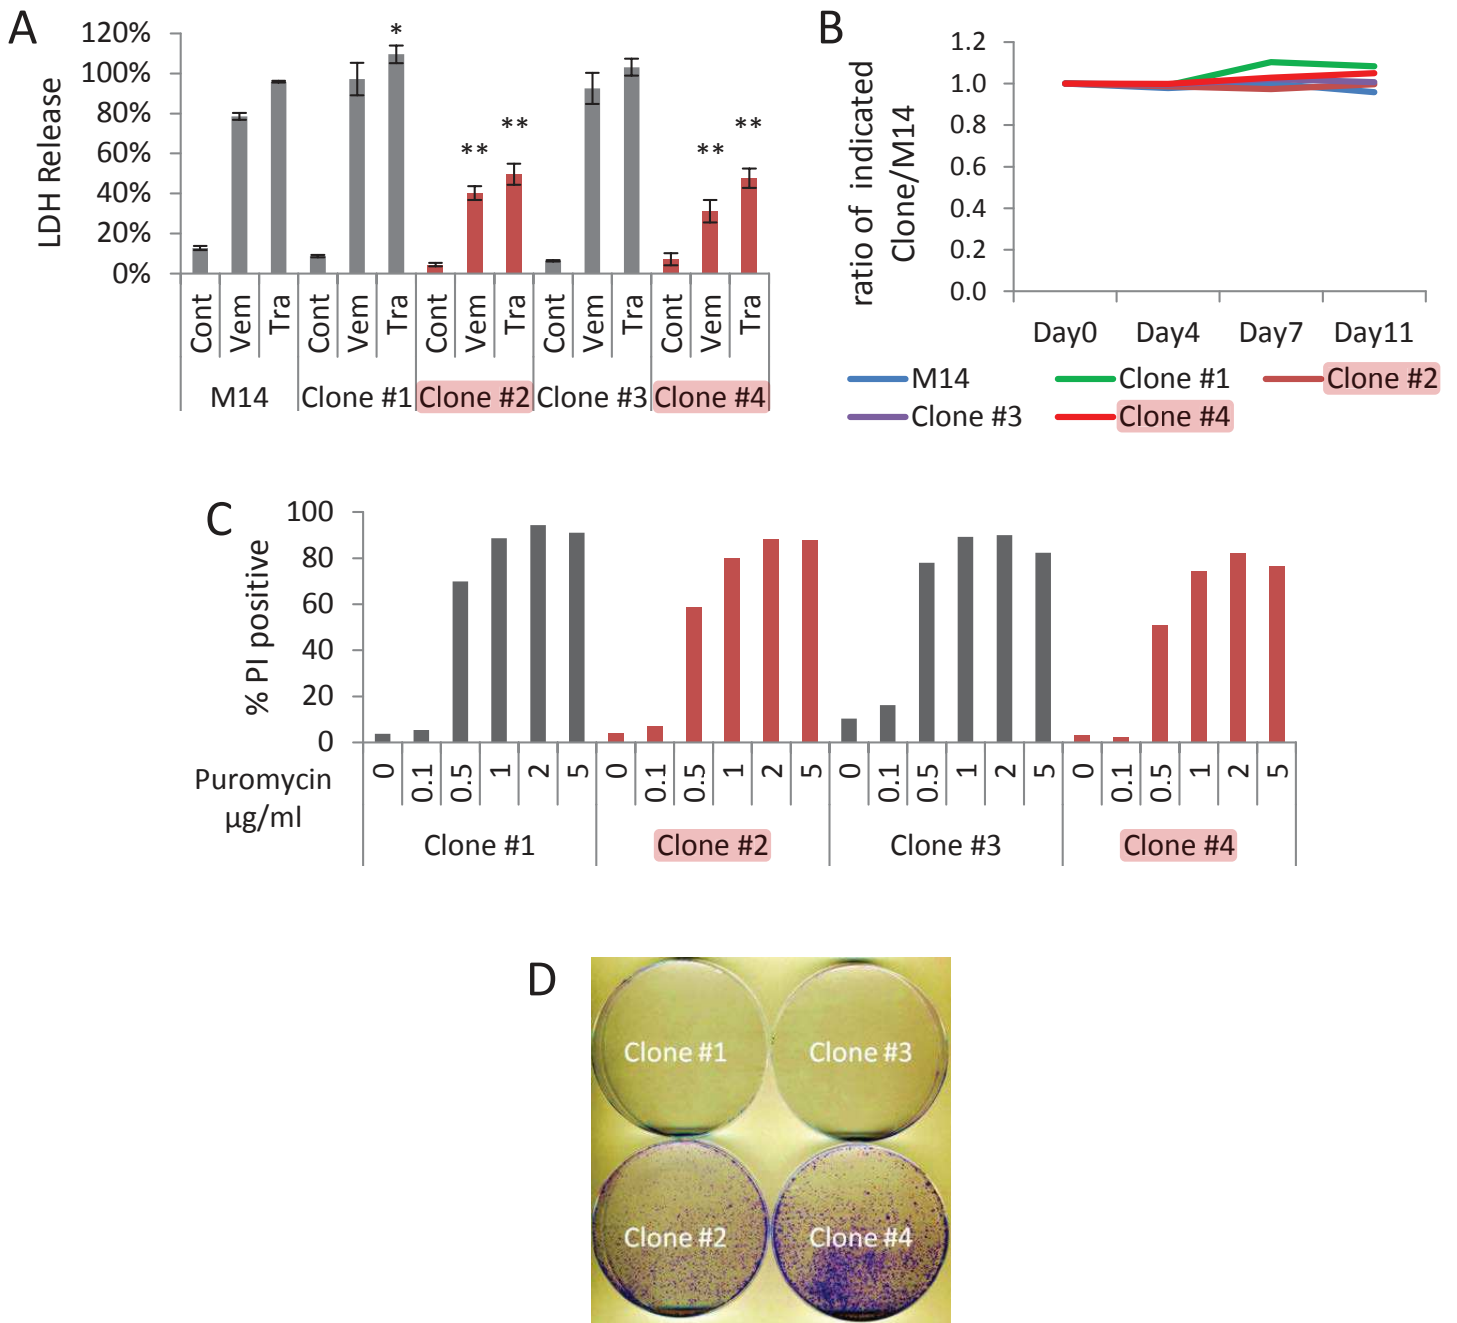 A
LDH Release
120%
100%
80%
60%
40%
20%
0%
*
** ** ** **
Cont Vem Tra Cont Vem Tra Cont Vem Tra Cont Vem Tra Cont Vem Tra
M14 Clone #1 Clone #2 Clone #3 Clone #4
B
ratio of indicated
Clone/M14
1.2
1.0
0.8
0.6
0.4
0.2
0.0
Day0 Day4 Day7 Day11
M14 Clone #1 Clone #2
Clone #3 Clone #4
C
% PI positive
100
80
60
40
20
0
Puromycin
µg/ml
0 0.1 0.5 1 2 5 0 0.1 0.5 1 2 5 0 0.1 0.5 1 2 5 0 0.1 0.5 1 2 5
Clone #1 Clone #2 Clone #3 Clone #4
D
Clone #1 Clone #3
Clone #2 Clone #4